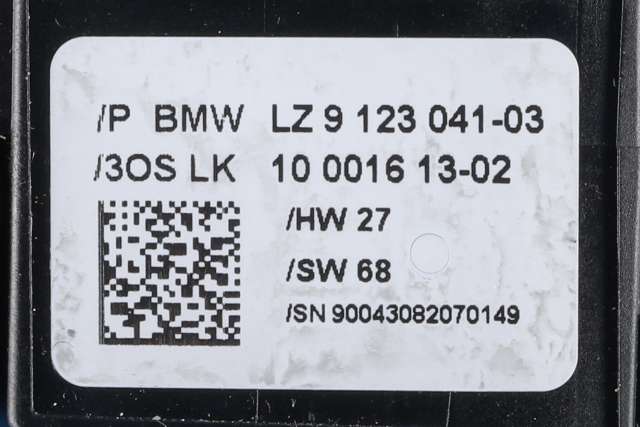 /P BMW LZ 9 123 041-03
/3OS LK 10 0016 13-02
/HW 27
/SW 68
/SN 90043082070149